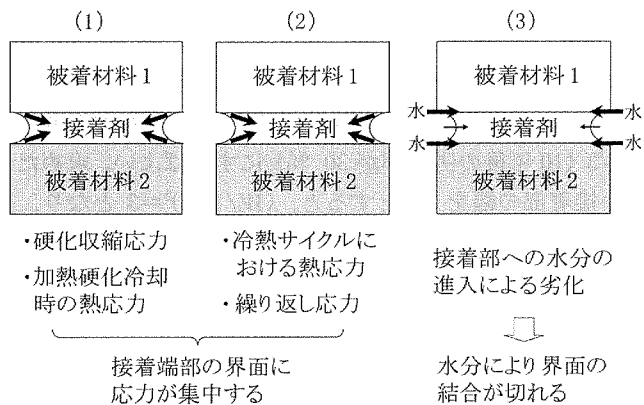 (1)
被着材料1
接着剤
被着材料2
・硬化収縮応力
・加熱硬化冷却
時の熱応力
(2)
被着材料1
接着剤
被着材料2
・冷熱サイクルに
おける熱応力
・繰り返し応力
接着端部の界面に
応力が集中する
(3)
被着材料1
水 接着剤 水
水 水
被着材料2
接着部への水分の
進入による劣化
水分により界面の
結合が切れる